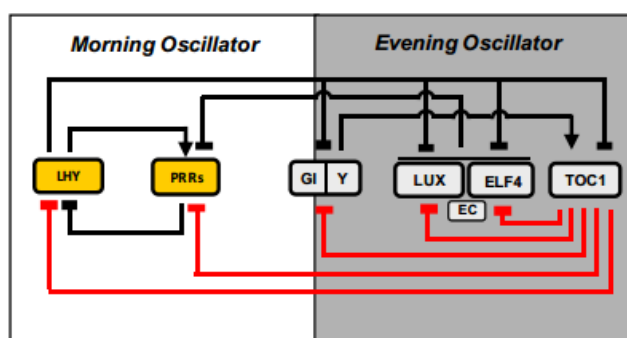 Morning Oscillator
Evening Oscillator
LHY
PRRs
GI Y
LUX
ELF4
TOC1
EC